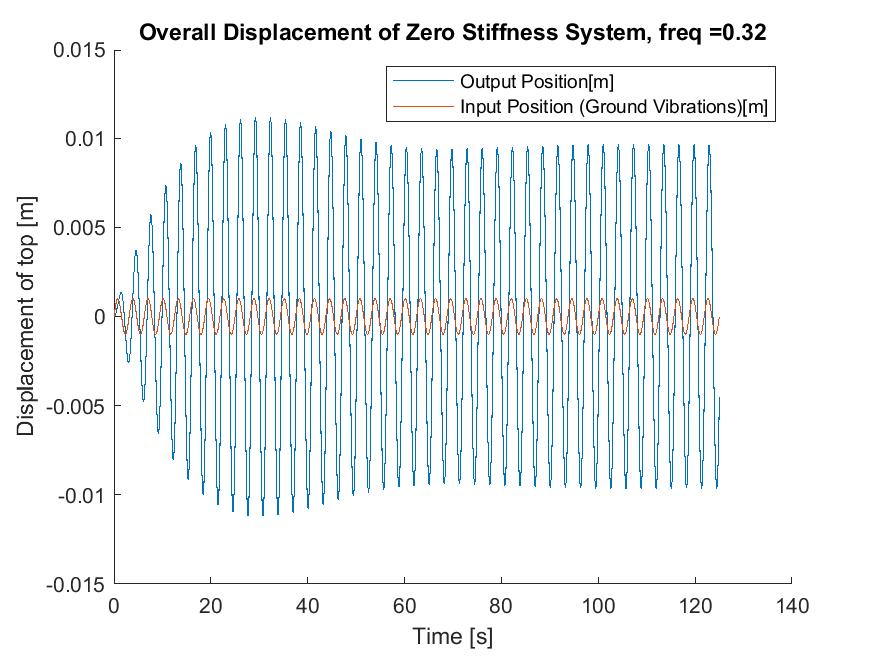 Overall Displacement of Zero Stiffness System, freq =0.32
0.015
Output Position[m]
Input Position (Ground Vibrations)[m]
0.01
0.005
0
-0.005
-0.01
-0.015
Displacement of top [m]
0 20 40 60 80 100 120 140
Time [s]